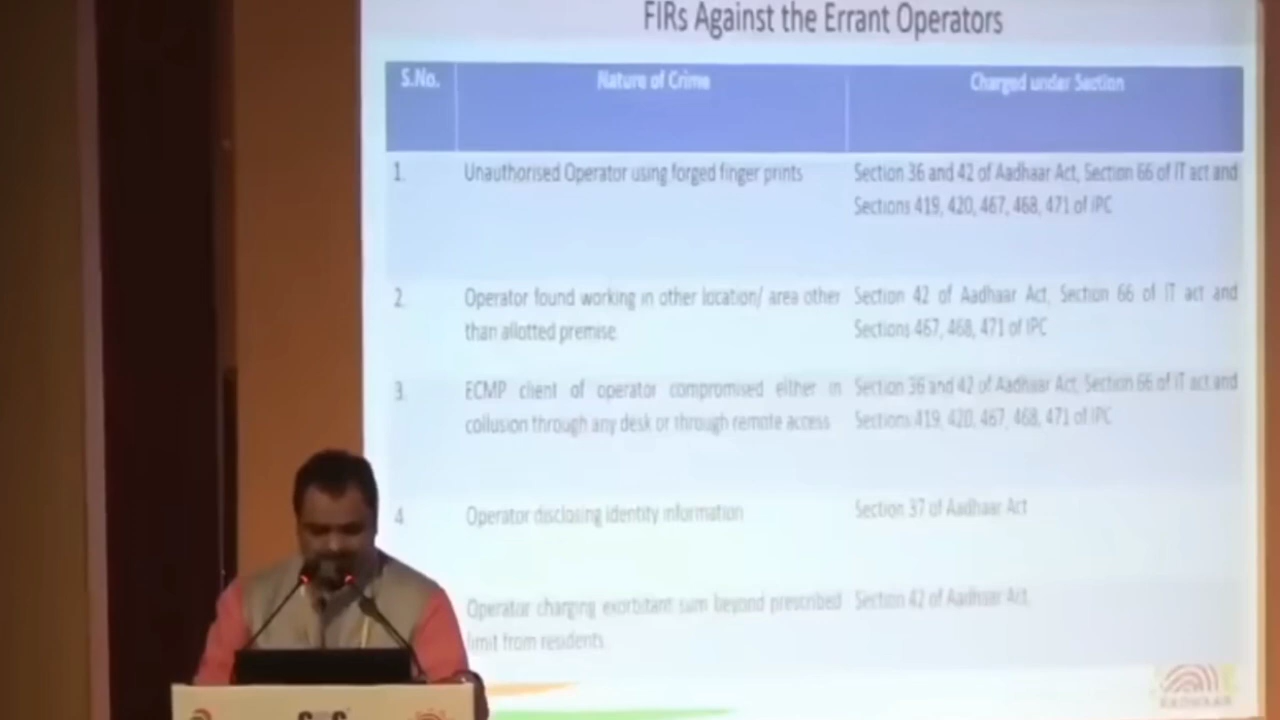 FIRs Against the Errant Operators
S.No. Nature of Crime Charged under Section
1. Unauthorised Operator using forged finger prints Section 36 and 42 of Aadhaar Act, Section 66 of IT act and
Sections 419, 420, 467, 468, 471 of IPC
2. Operator found working in other location/ area other Section 42 of Aadhaar Act, Section 66 of IT act and
than allotted premise Sections 467, 468, 471 of IPC
3. ECMP client of operator compromised either in Section 36 and 42 of Aadhaar Act, Section 66 of IT act and
collusion through any desk or through remote access Sections 419, 420, 467, 468, 471 of IPC
4. Operator disclosing identity information Section 37 of Aadhaar Act
Operator charging exorbitant sum beyond prescribed Section 42 of Aadhaar Act
limit from residents
AADHAAR